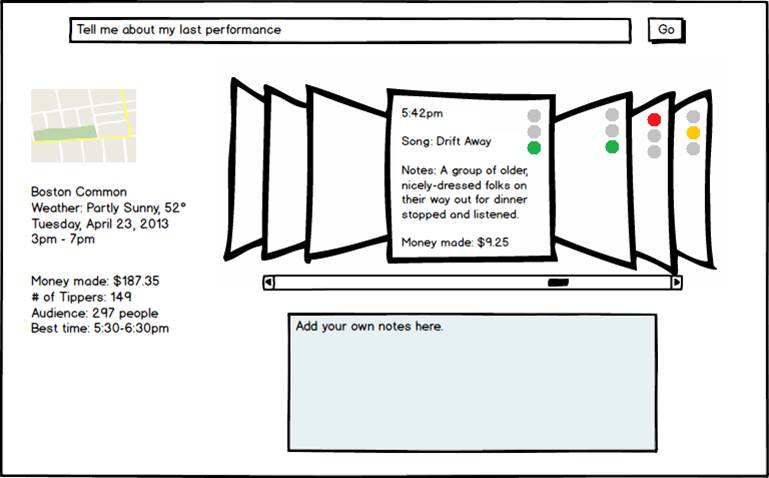 Tell me about my last performance
Go
Boston Common
Weather: Partly Sunny, 52°
Tuesday, April 23, 2013
3pm - 7pm
Money made: $187.35
# of Tippers: 149
Audience: 297 people
Best time: 5:30-6:30pm
5:42pm
Song: Drift Away
Notes: A group of older,
nicely-dressed folks on
their way out for dinner
stopped and listened.
Money made: $9.25
Add your own notes here.